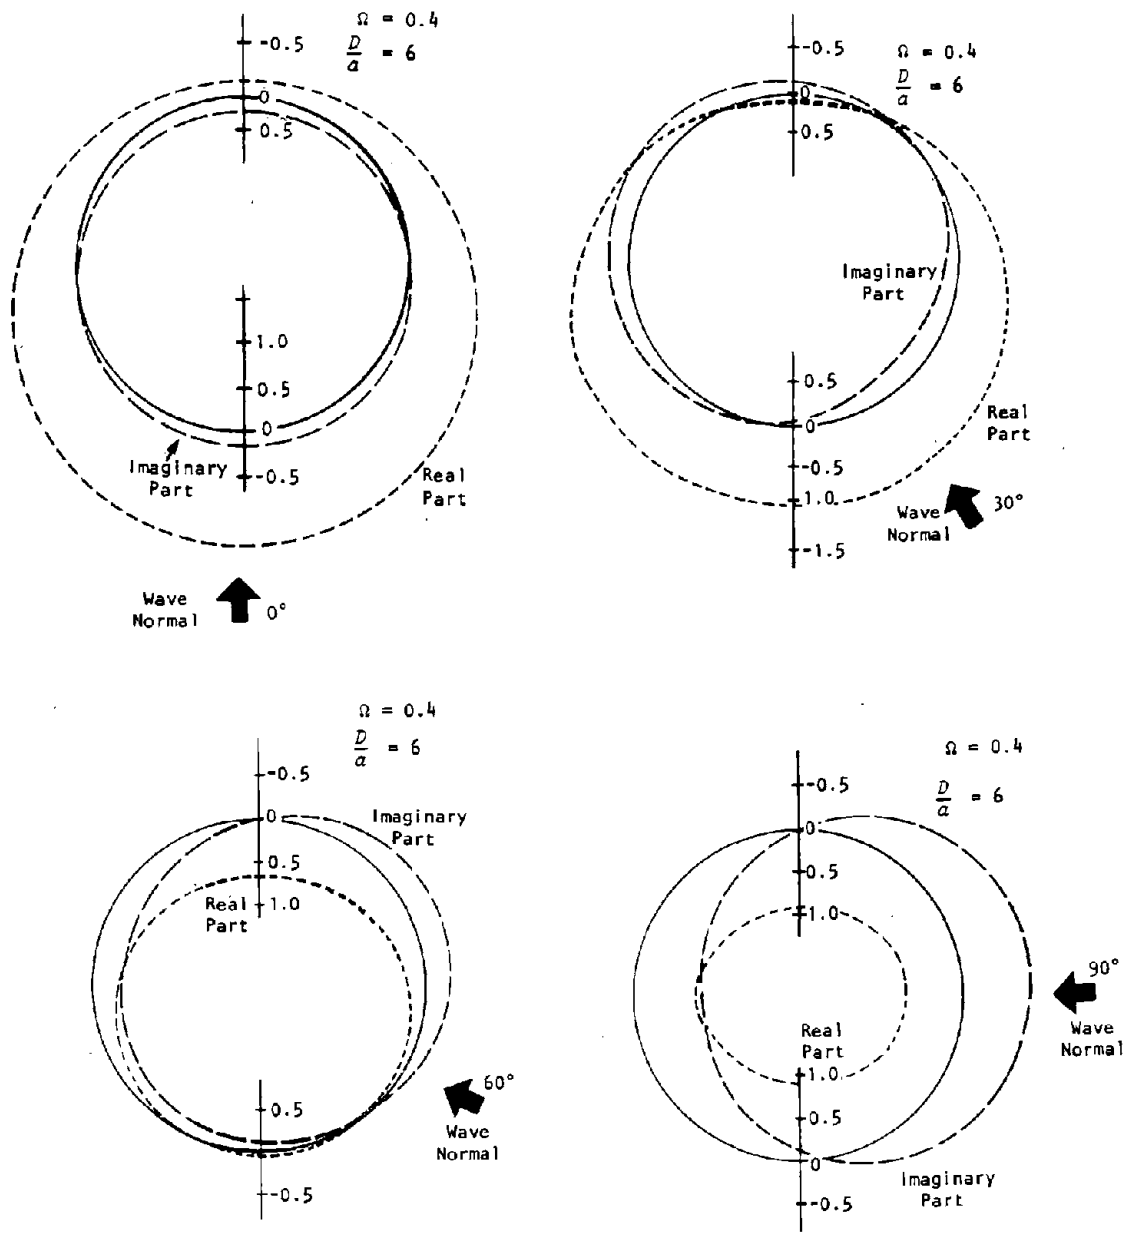 Ω = 0.4
D/a = 6
-0.5
0
0.5
1.0
0.5
0
-0.5
Imaginary
Part
Real
Part
Wave
Normal
0°
Ω = 0.4
D/a = 6
-0.5
0
0.5
Imaginary
Part
0.5
0
-0.5
-1.0
-1.5
Real
Part
Wave
Normal
30°
Ω = 0.4
D/a = 6
-0.5
0
0.5
1.0
Imaginary
Part
Real
Part
0.5
-0.5
60°
Wave
Normal
Ω = 0.4
D/a = 6
-0.5
0
0.5
1.0
90°
Wave
Normal
Real
Part
1.0
0.5
0
-0.5
Imaginary
Part